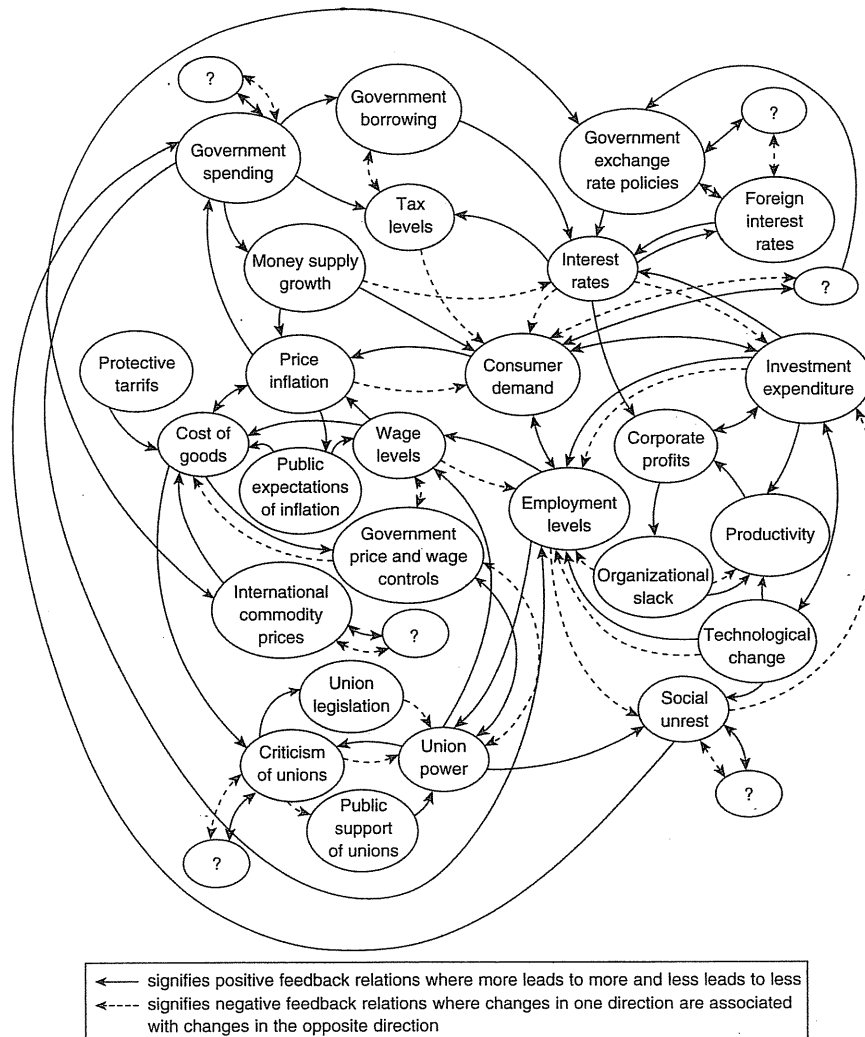 ?
Government
spending
Government
borrowing
Government
exchange
rate policies
?
Tax
levels
Foreign
interest
rates
Money supply
growth
Interest
rates
?
Protective
tarrifs
Price
inflation
Consumer
demand
Investment
expenditure
Cost of
goods
Wage
levels
Corporate
profits
Public
expectations
of inflation
Employment
levels
Productivity
Government
price and wage
controls
Organizational
slack
International
commodity
prices
?
Technological
change
Union
legislation
Social
unrest
Criticism
of unions
Union
power
?
Public
support
of unions
?
signifies positive feedback relations where more leads to more and less leads to less
signifies negative feedback relations where changes in one direction are associated
with changes in the opposite direction